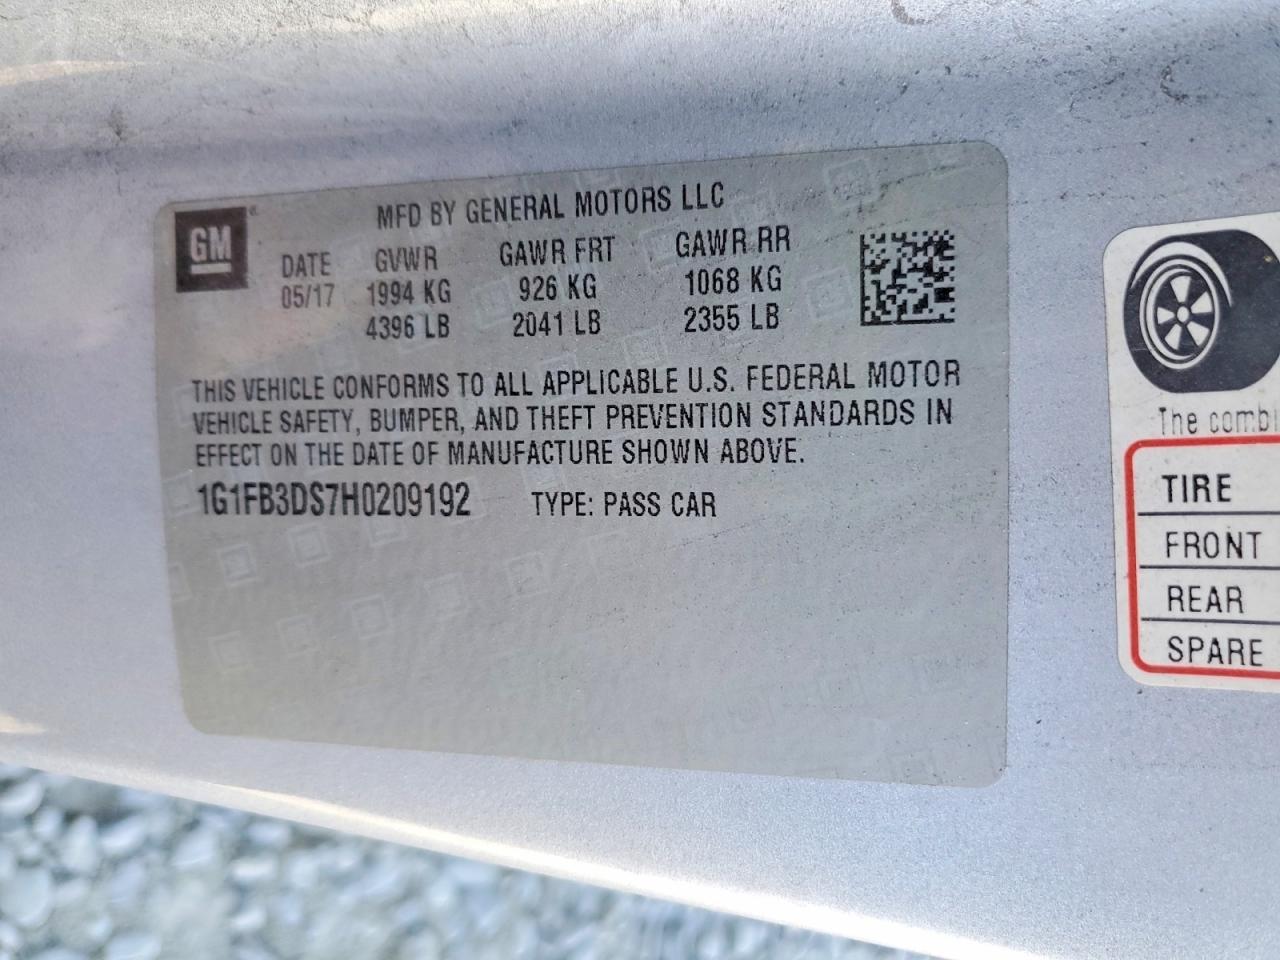 GM
MFD BY GENERAL MOTORS LLC
DATE GVWR GAWR FRT GAWR RR
05/17 1994 KG 926 KG 1068 KG
4396 LB 2041 LB 2355 LB
THIS VEHICLE CONFORMS TO ALL APPLICABLE U.S. FEDERAL MOTOR
VEHICLE SAFETY, BUMPER, AND THEFT PREVENTION STANDARDS IN
EFFECT ON THE DATE OF MANUFACTURE SHOWN ABOVE.
1G1FB3DS7H0209192 TYPE: PASS CAR
The combi
TIRE
FRONT
REAR
SPARE